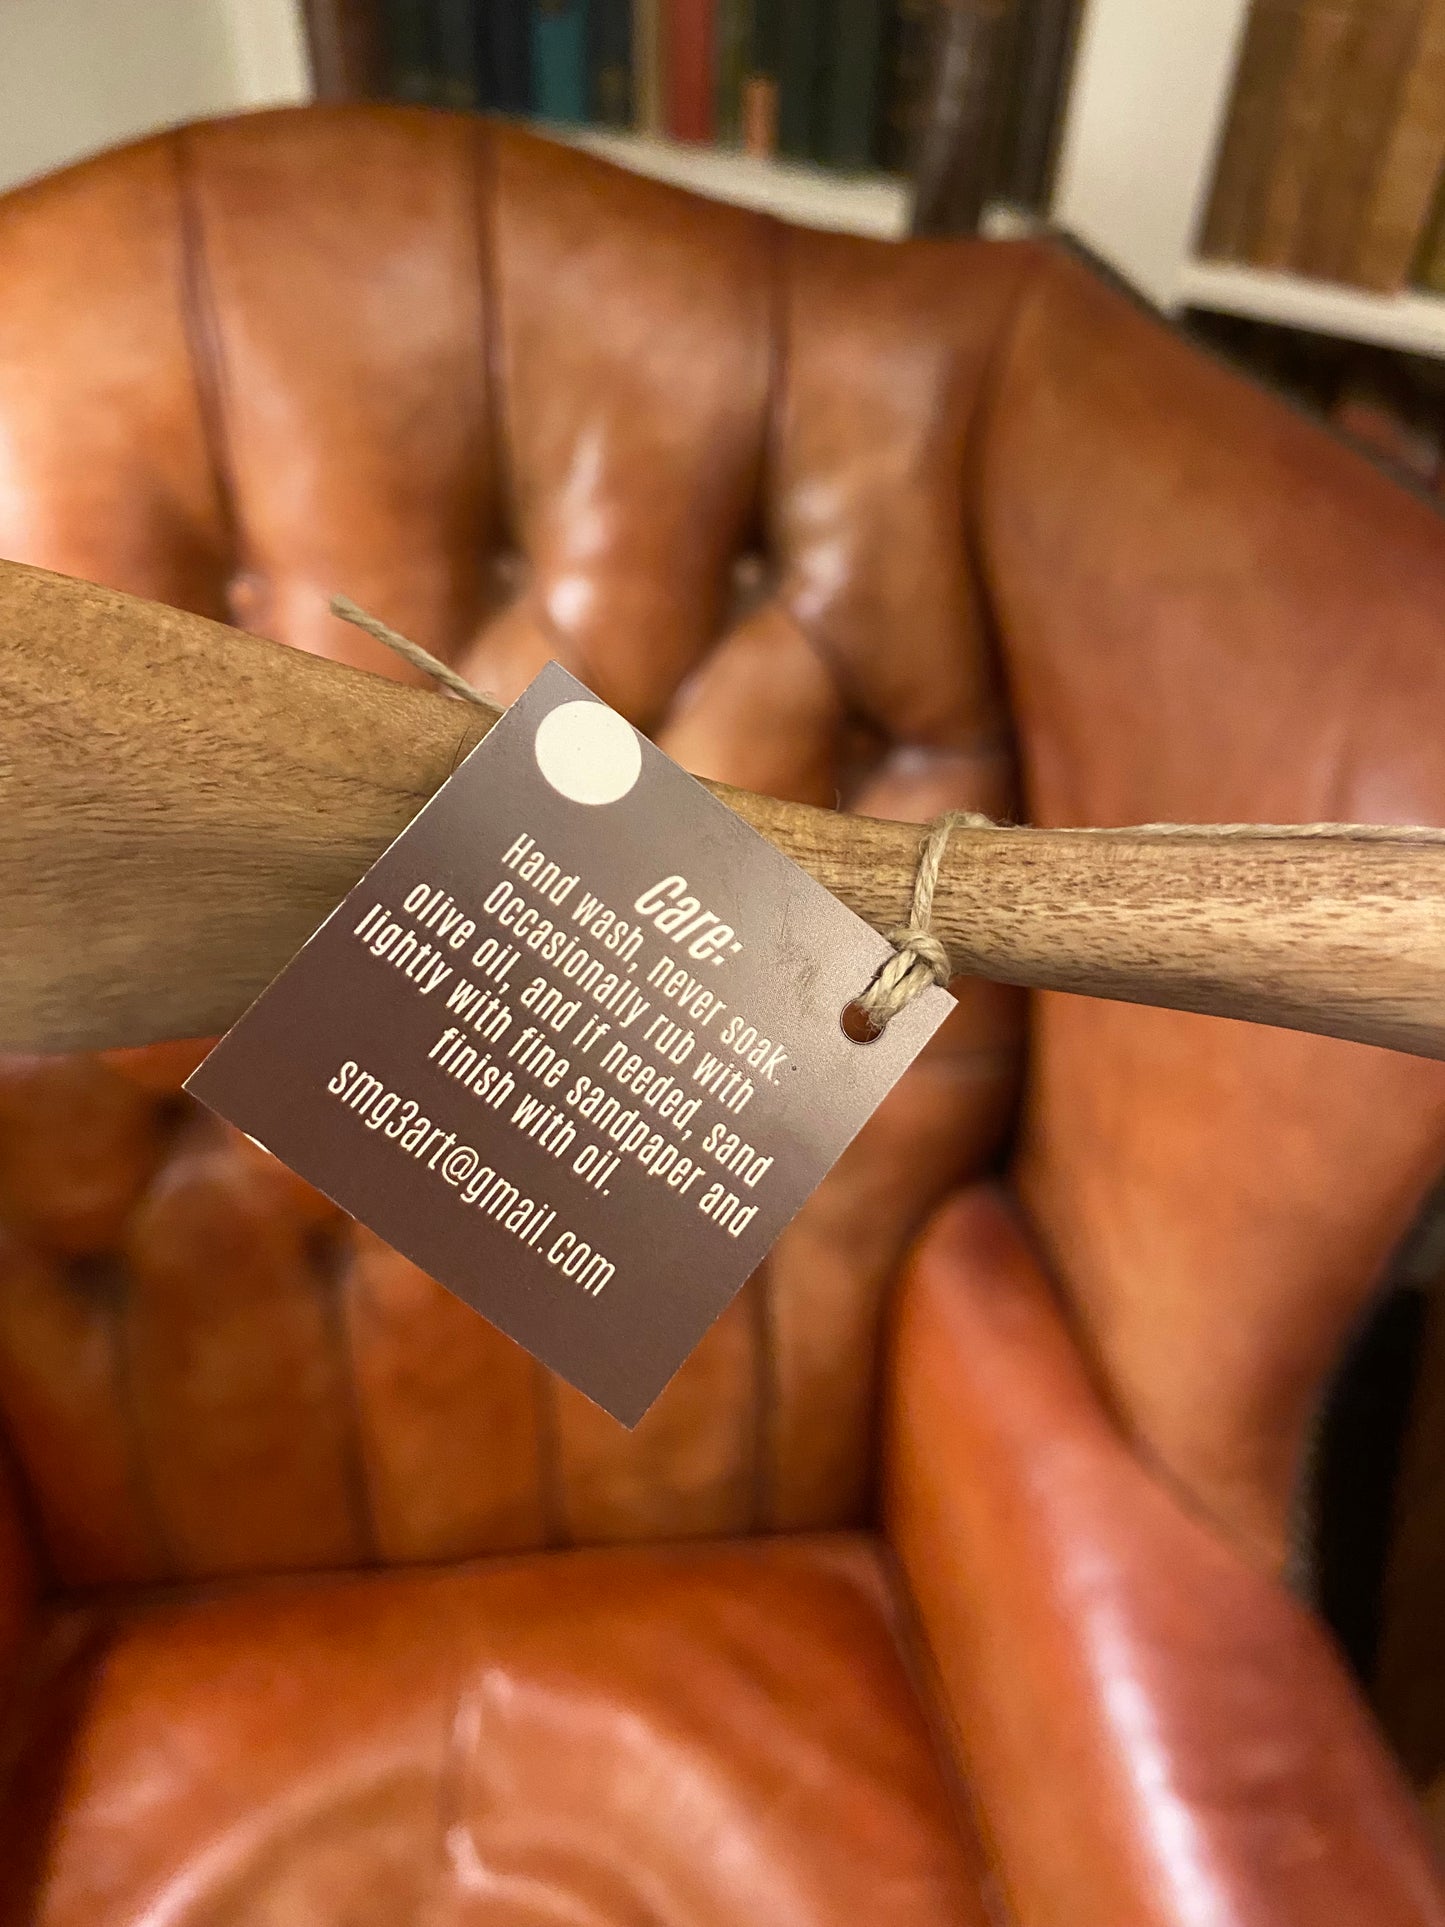 Care:
Hand wash, never soak.
Occasionally rub with
olive oil, and if needed, sand
lightly with fine sandpaper and
finish with oil.
smg3art@gmail.com